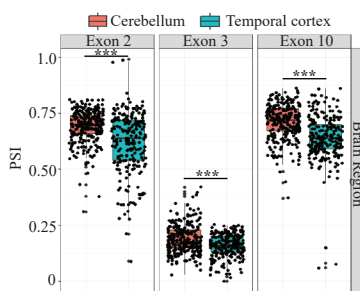 Cerebellum Temporal cortex
Exon 2 Exon 3 Exon 10
***
***
***
1.0
0.75
0.50
0.25
0
PSI
Brain Region